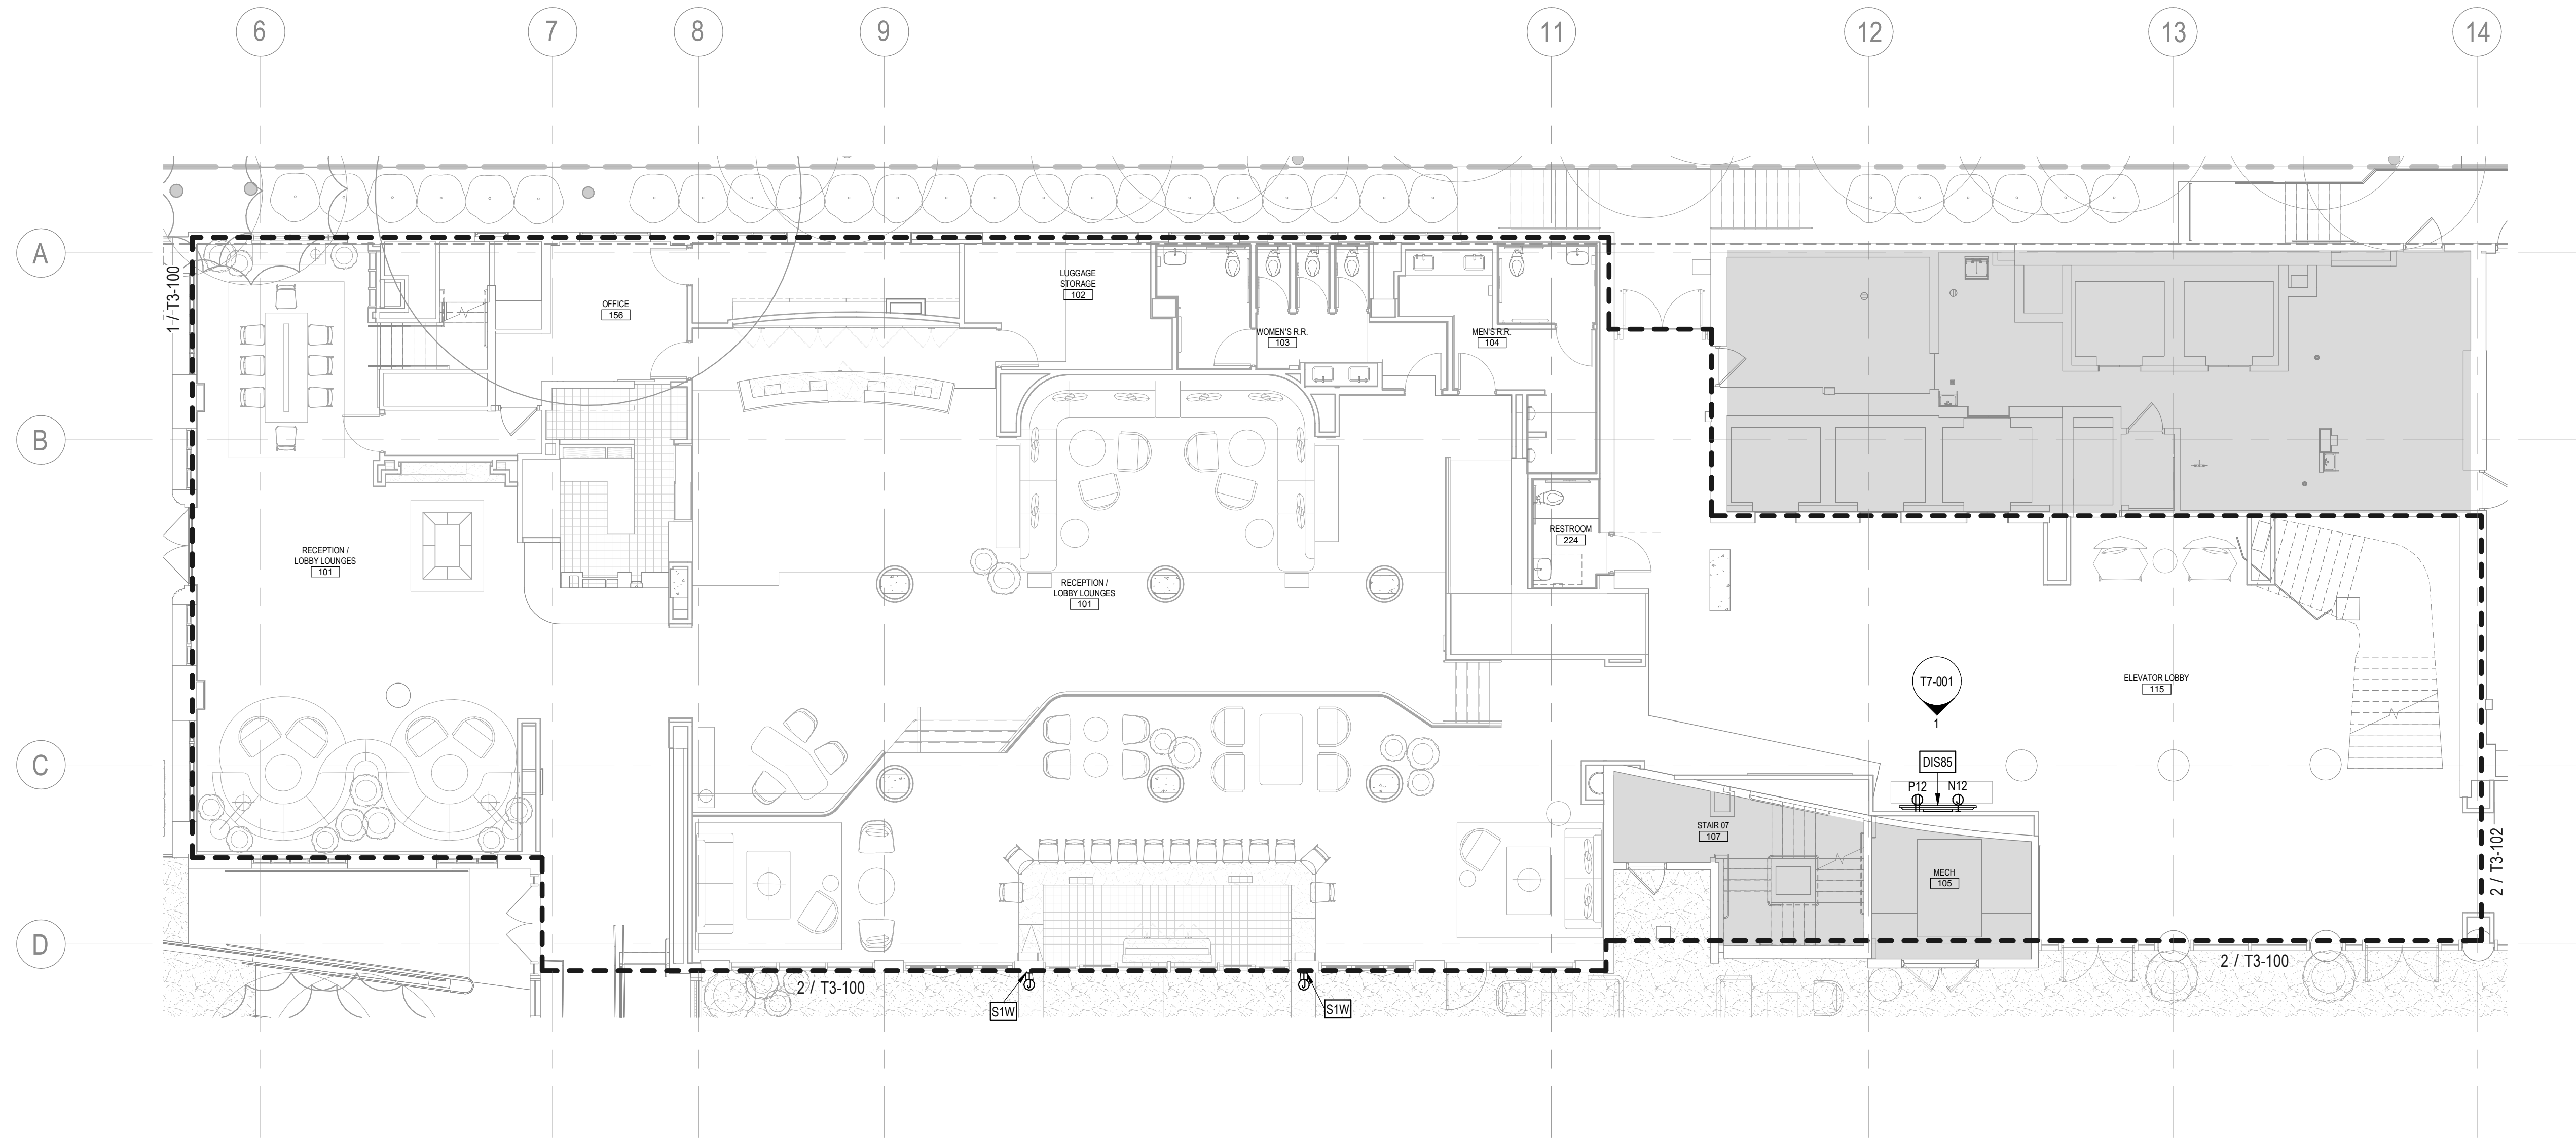 6
7
8
9
11
12
13
14
A
B
C
D
1 / T3-100
OFFICE
156
LUGGAGE
STORAGE
102
WOMEN'S R.R.
103
MEN'S R.R.
104
RECEPTION /
LOBBY LOUNGES
101
RECEPTION /
LOBBY LOUNGES
101
RESTROOM
224
T7-001
1
ELEVATOR LOBBY
115
DIS85
P12
N12
STAIR 07
107
MECH
105
2 / T3-102
2 / T3-100
2 / T3-100
S1W
S1W